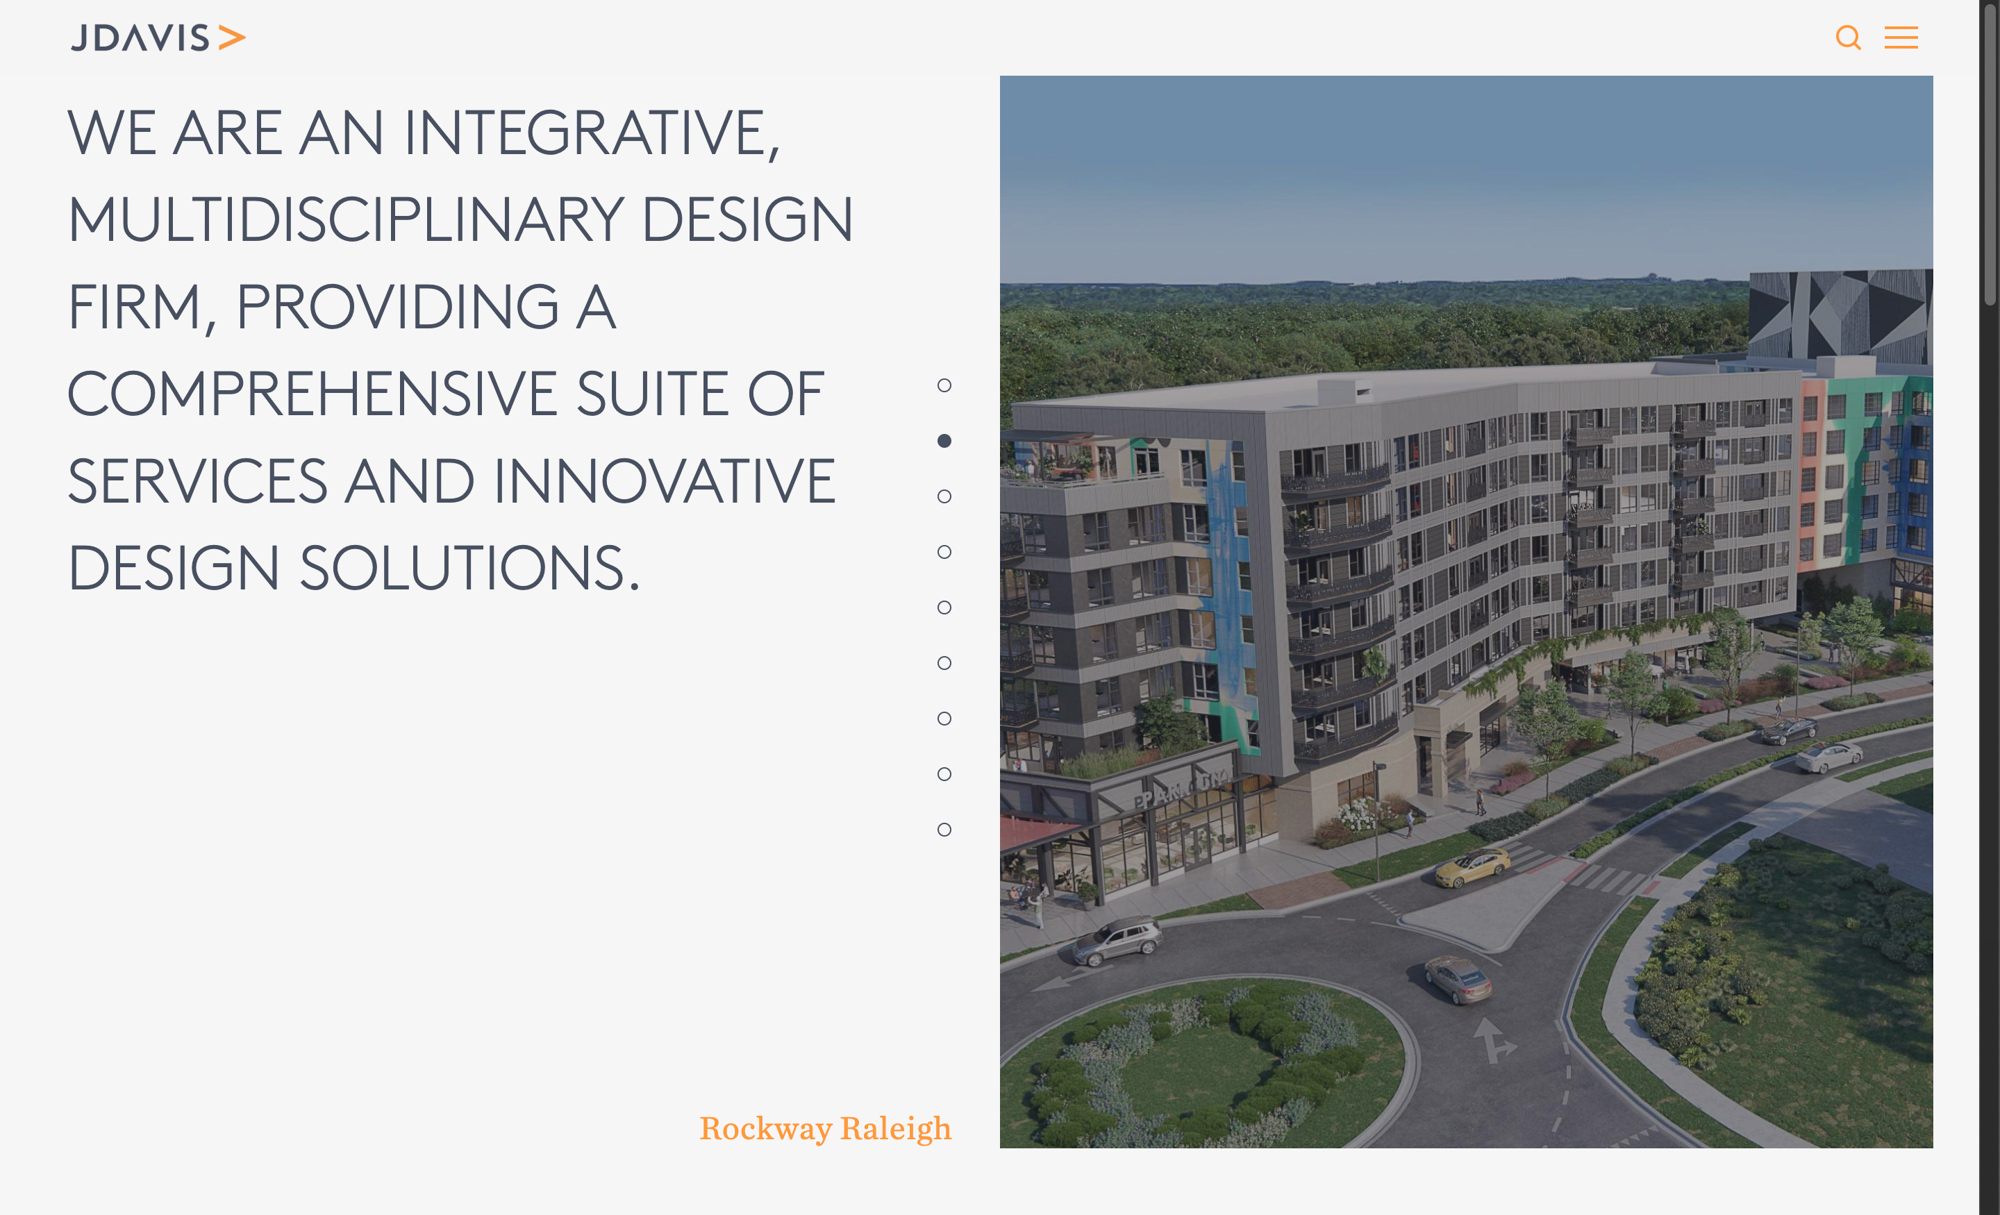 JDAVIS
WE ARE AN INTEGRATIVE,
MULTIDISCIPLINARY DESIGN
FIRM, PROVIDING A
COMPREHENSIVE SUITE OF
SERVICES AND INNOVATIVE
DESIGN SOLUTIONS.
PARK
Rockway Raleigh